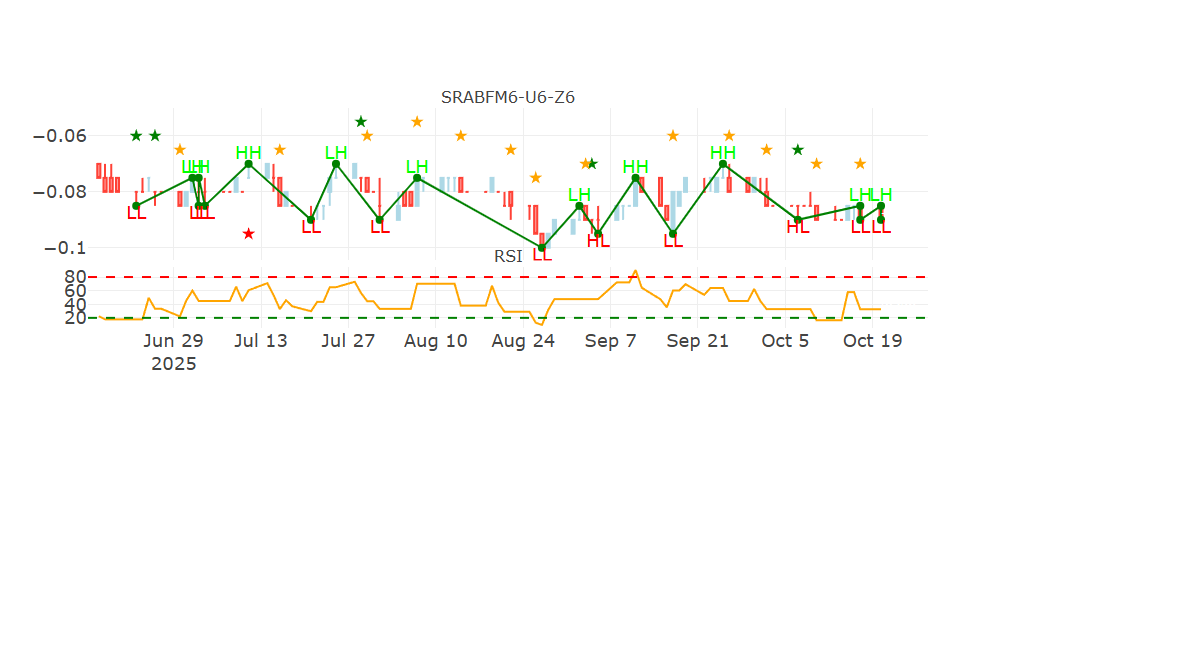 SRABFM6-U6-Z6
−0.06
−0.08
−0.1
HH
LH
LH
HH
HH
LH
LH
LH
LH
LL
LL
LL
LL
LL
HL
LL
HL
LL
LL
RSI
80
60
40
20
Jun 29
2025
Jul 13
Jul 27
Aug 10
Aug 24
Sep 7
Sep 21
Oct 5
Oct 19